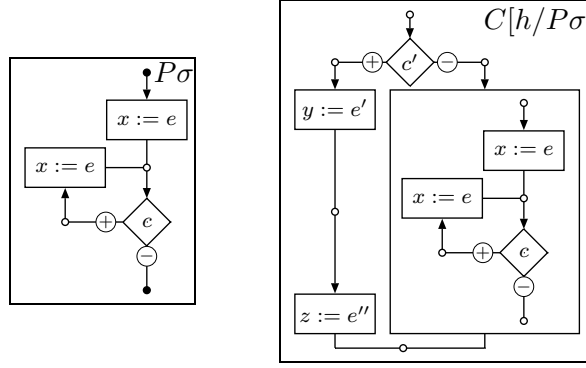 Pσ
x := e
x := e
c
+
−
C[h/Pσ
c′
+
−
y := e′
x := e
x := e
c
+
−
z := e″